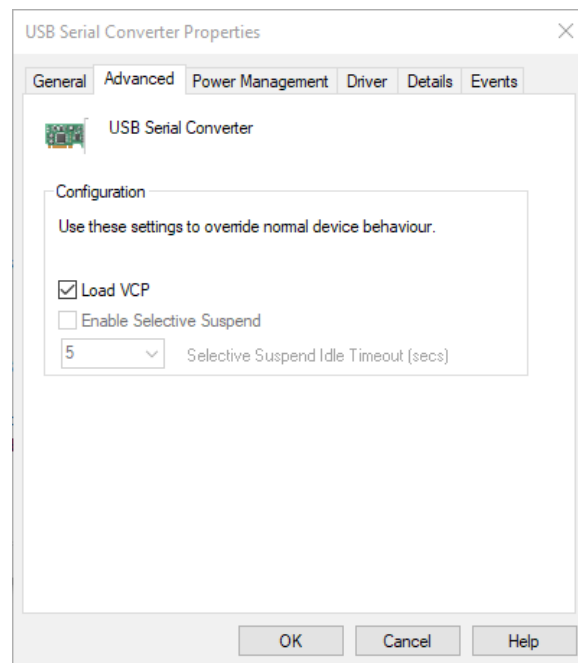 USB Serial Converter Properties
General Advanced Power Management Driver Details Events
USB Serial Converter
Configuration
Use these settings to override normal device behaviour.
Load VCP
Enable Selective Suspend
5 Selective Suspend Idle Timeout (secs)
OK Cancel Help